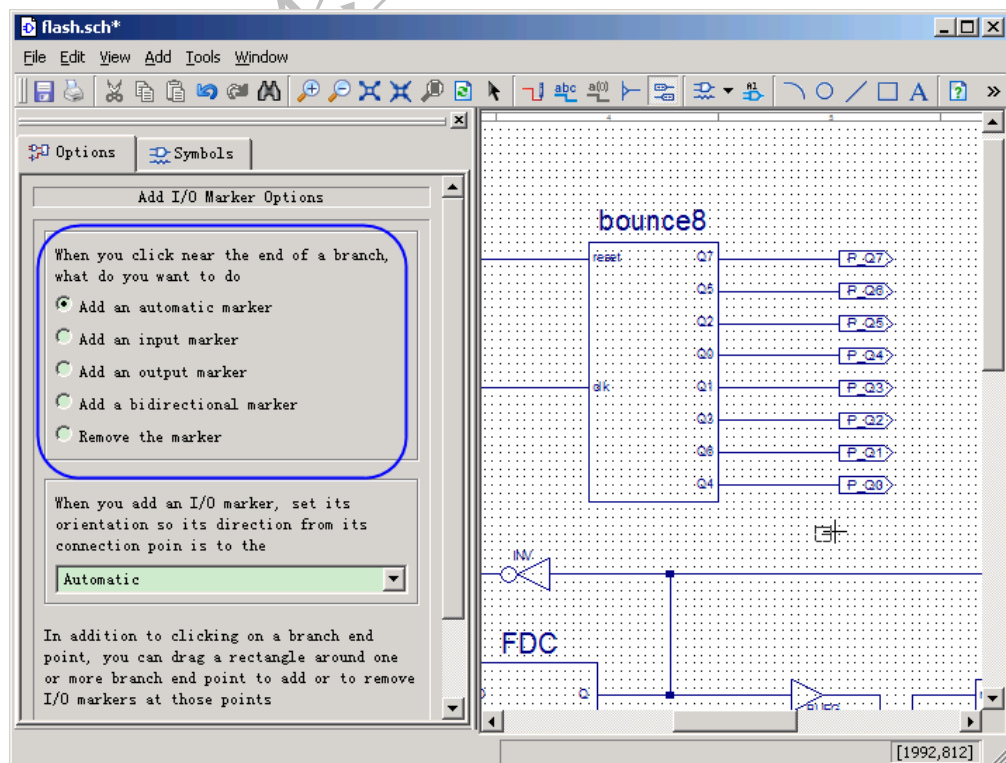 flash.sch*
File Edit View Add Tools Window
abc a(0) A1 A ? »
Options Symbols
Add I/O Marker Options
When you click near the end of a branch,
what do you want to do
Add an automatic marker
Add an input marker
Add an output marker
Add a bidirectional marker
Remove the marker
When you add an I/O marker, set its
orientation so its direction from its
connection poin is to the
Automatic
In addition to clicking on a branch end
point, you can drag a rectangle around one
or more branch end point to add or to remove
I/O markers at those points
4 5
bounce8
reset Q7 P_Q7
Q5 P_Q6
Q2 P_Q5
Q0 P_Q4
clk Q1 P_Q3
Q3 P_Q2
Q6 P_Q1
Q4 P_Q0
INV
FDC
Q
BUFG
[1992,812]